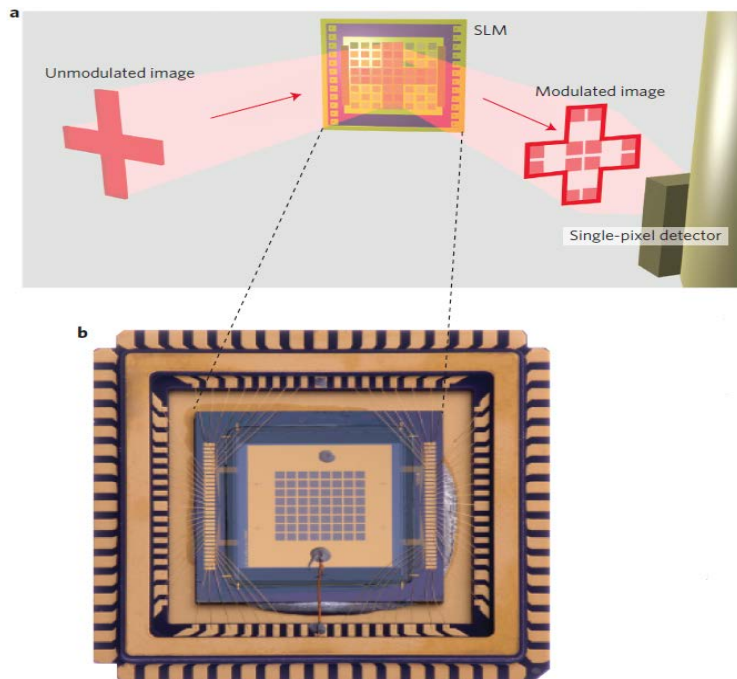 a
SLM
Unmodulated image
Modulated image
Single-pixel detector
b